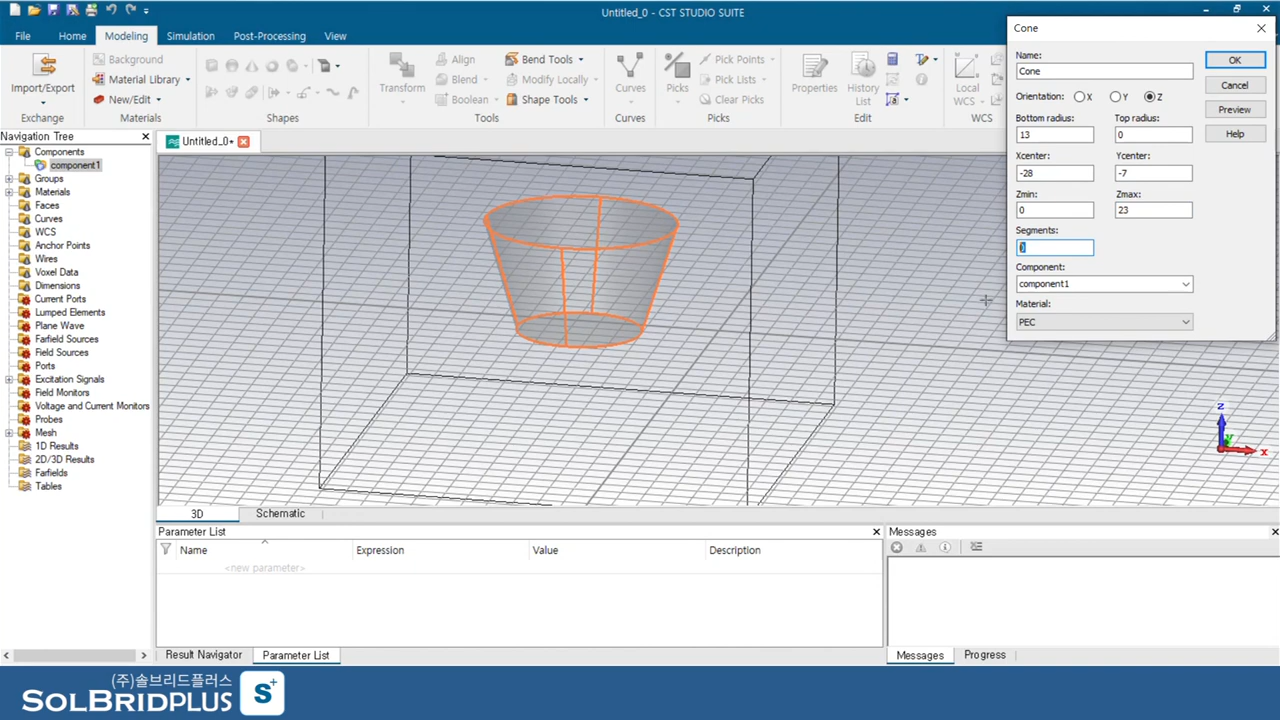 Untitled_0 - CST STUDIO SUITE
File Home Modeling Simulation Post-Processing View
Import/Export
Exchange
Background
Material Library
New/Edit
Materials
Shapes
Transform
Align
Blend
Boolean
Bend Tools
Modify Locally
Shape Tools
Tools
Curves
Curves
Picks
Pick Points
Pick Lists
Clear Picks
Picks
Properties
History
List
Edit
Local
WCS
WCS
Cone
Name:
Cone
Orientation: X Y Z
Bottom radius: Top radius:
13 0
Xcenter: Ycenter:
-28 -7
Zmin: Zmax:
0 23
Segments:
0
Component:
component1
Material:
PEC
OK
Cancel
Preview
Help
Navigation Tree
Components
component1
Groups
Materials
Faces
Curves
WCS
Anchor Points
Wires
Voxel Data
Dimensions
Current Ports
Lumped Elements
Plane Wave
Farfield Sources
Field Sources
Ports
Excitation Signals
Field Monitors
Voltage and Current Monitors
Probes
Mesh
1D Results
2D/3D Results
Farfields
Tables
Untitled_0*
z
y
x
3D Schematic
Parameter List
Name Expression Value Description
<new parameter>
Result Navigator Parameter List
Messages
Messages Progress
(주)솔브리드플러스
SOLBRIDPLUS
S+